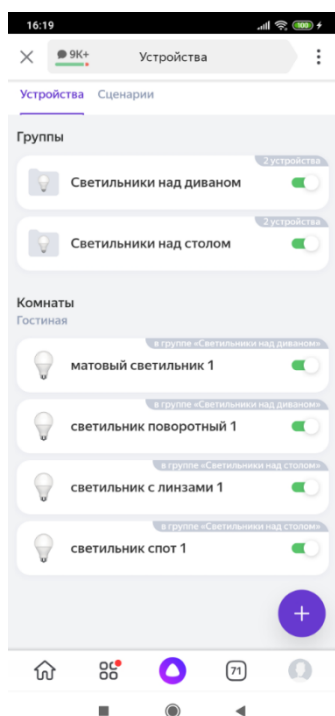 16:19
100
9K+
Устройства
Устройства Сценарии
Группы
2 устройства
Светильники над диваном
2 устройства
Светильники над столом
Комнаты
Гостиная
в группе «Светильники над диваном»
матовый светильник 1
в группе «Светильники над диваном»
светильник поворотный 1
в группе «Светильники над столом»
светильник с линзами 1
в группе «Светильники над столом»
светильник спот 1
+
71